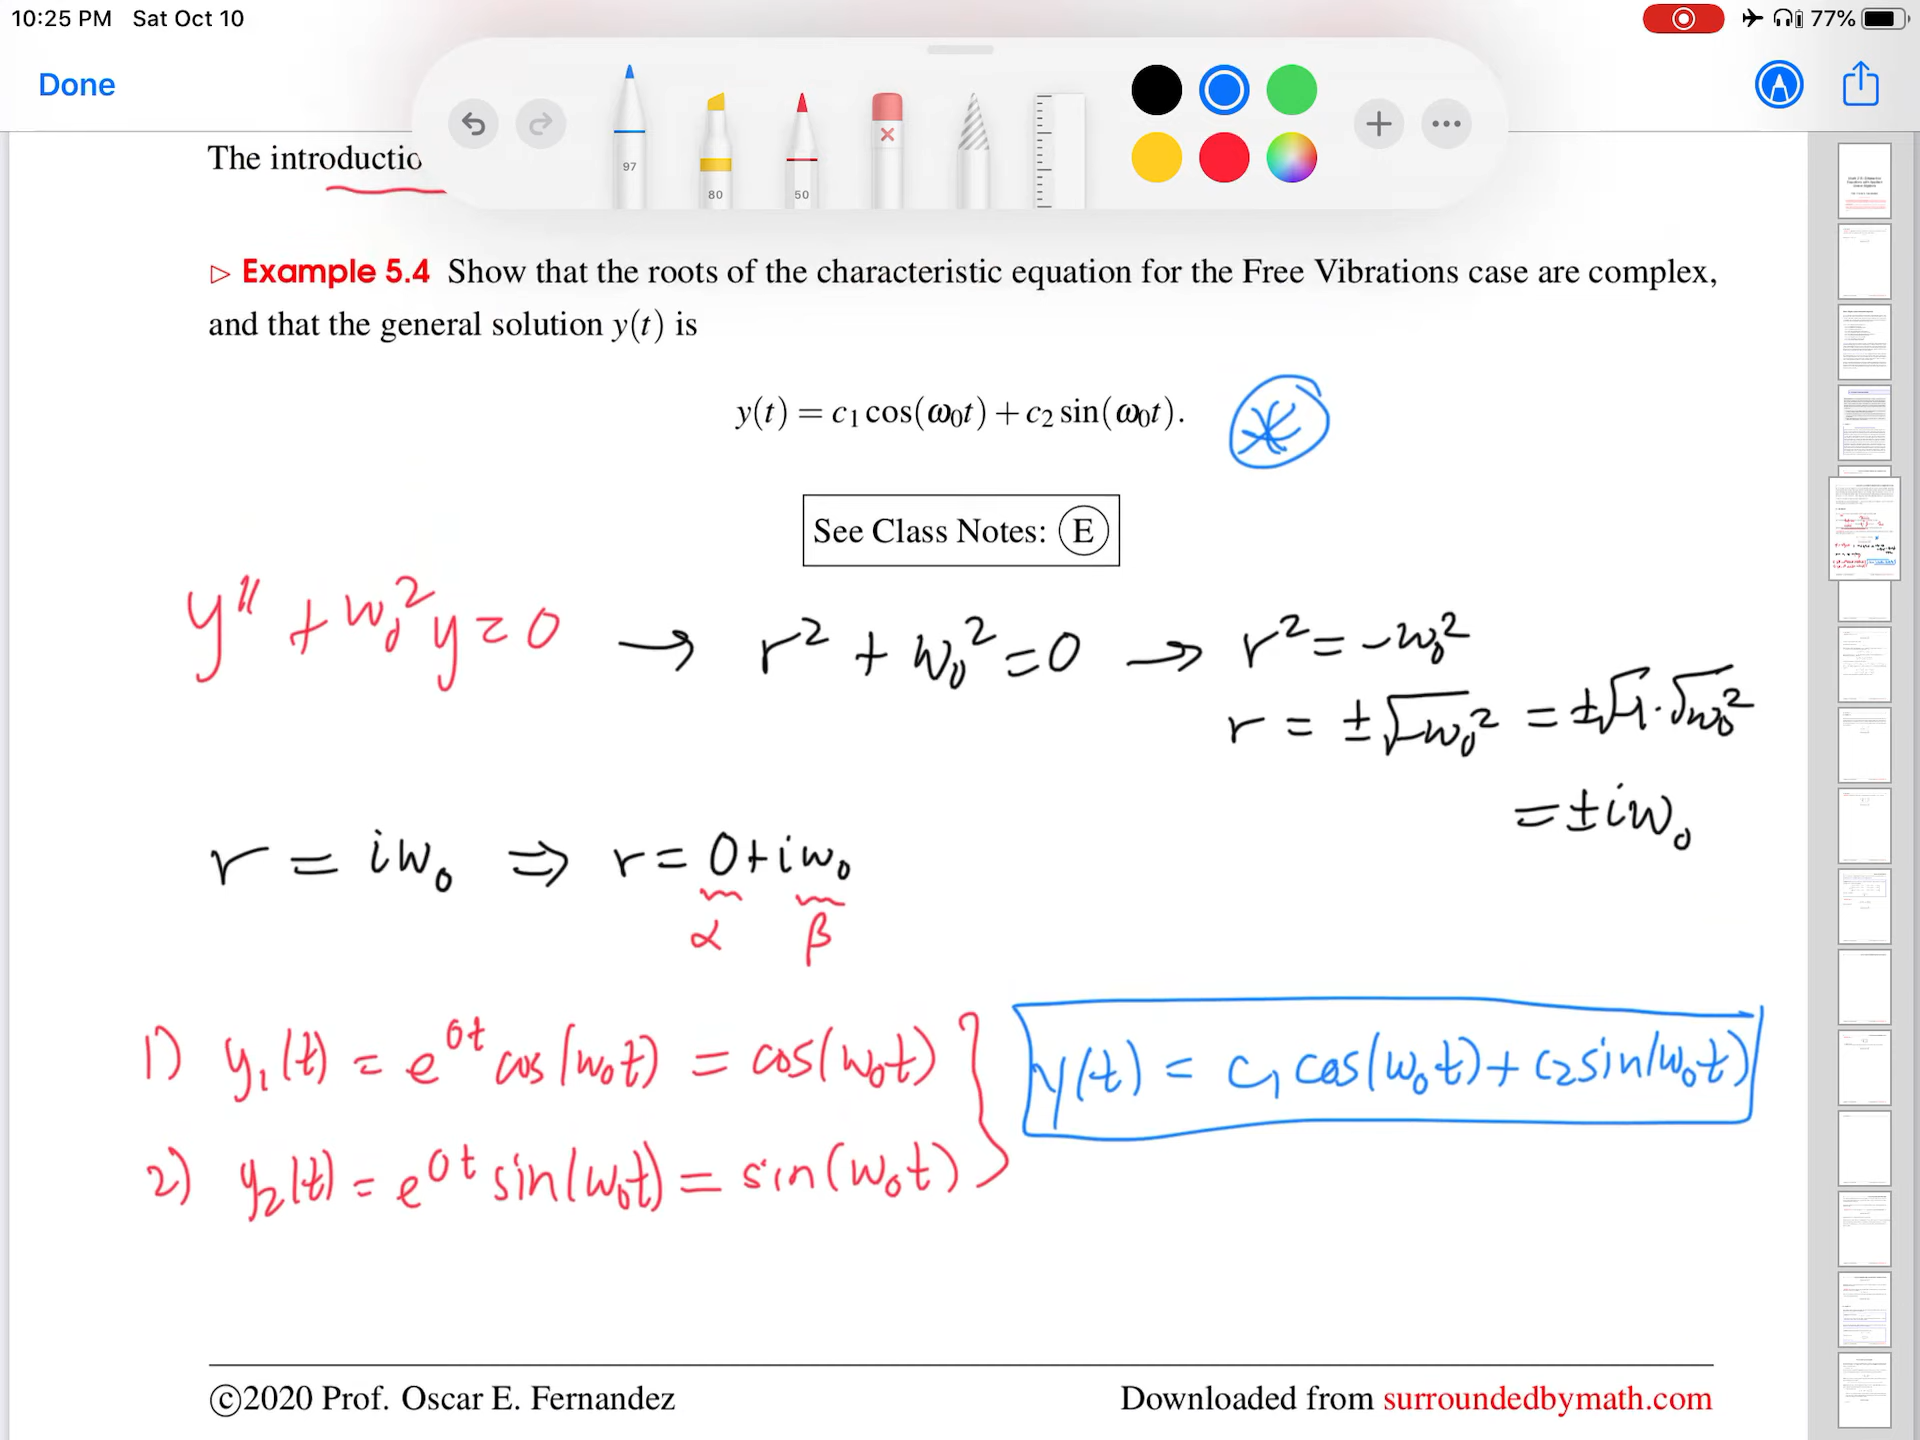 10:25 PM Sat Oct 10 77%
Done
97 80 50
The introductio
▷ Example 5.4 Show that the roots of the characteristic equation for the Free Vibrations case are complex,
and that the general solution y(t) is
y(t) = c₁ cos(ω₀t) + c₂ sin(ω₀t). ⊛
See Class Notes: Ⓔ
y'' + w₀²y = 0 → r² + w₀² = 0 → r² = -w₀²
r = ±√-w₀² = ±√-1·√w₀²
= ±iw₀
r = iw₀ ⇒ r = 0+iw₀
α β
1) y₁(t) = e^0t cos(w₀t) = cos(w₀t)
y(t) = c₁ cos(w₀t) + c₂ sin(w₀t)
2) y₂(t) = e^0t sin(w₀t) = sin(w₀t)
©2020 Prof. Oscar E. Fernandez Downloaded from surroundedbymath.com